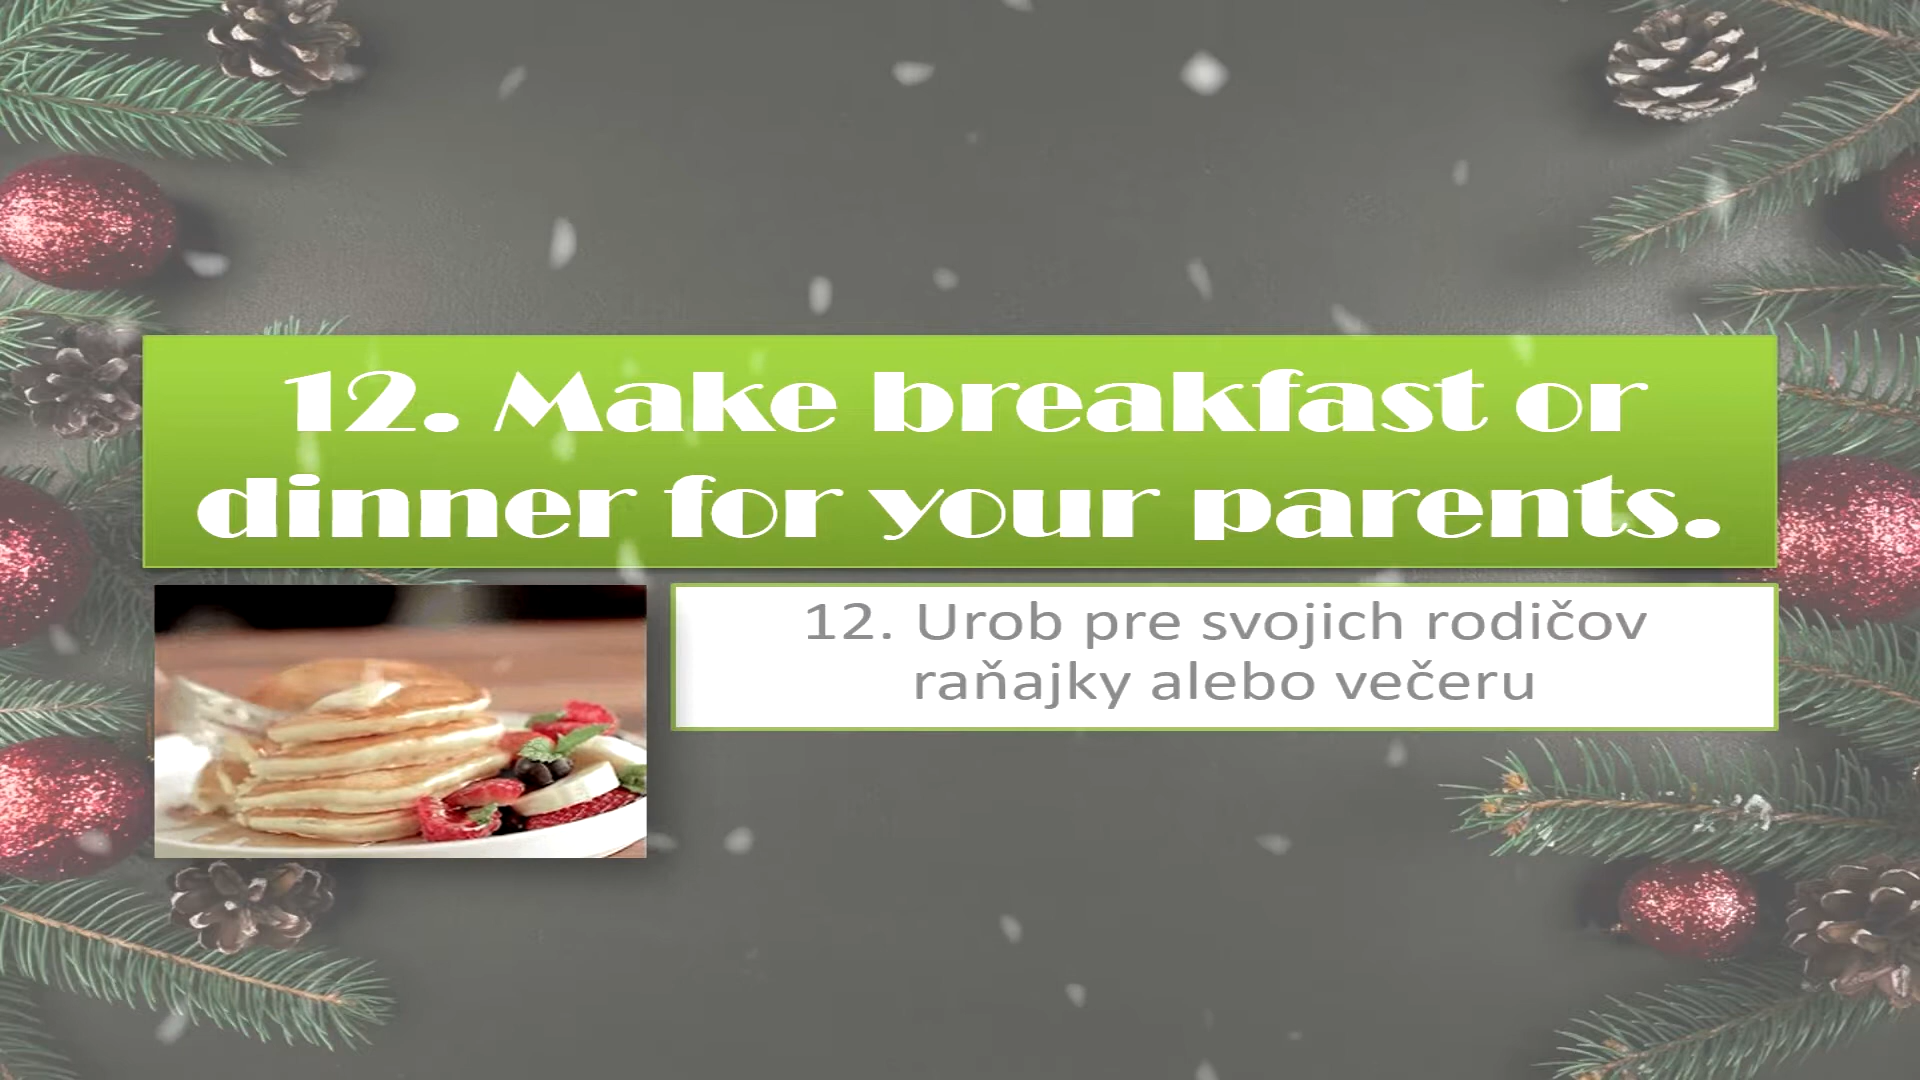 12. Make breakfast or
dinner for your parents.
12. Urob pre svojich rodičov
raňajky alebo večeru